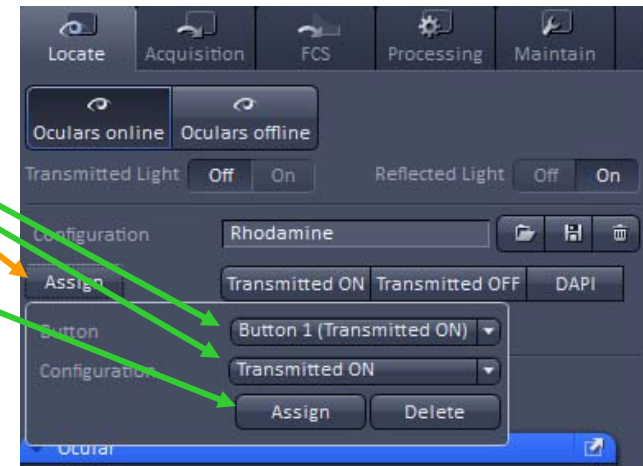 Locate Acquisition FCS Processing Maintain
Oculars online Oculars offline
Transmitted Light Off On Reflected Light Off On
Configuration Rhodamine
Assign Transmitted ON Transmitted OFF DAPI
Button Button 1 (Transmitted ON)
Configuration Transmitted ON
Assign Delete
Ocular